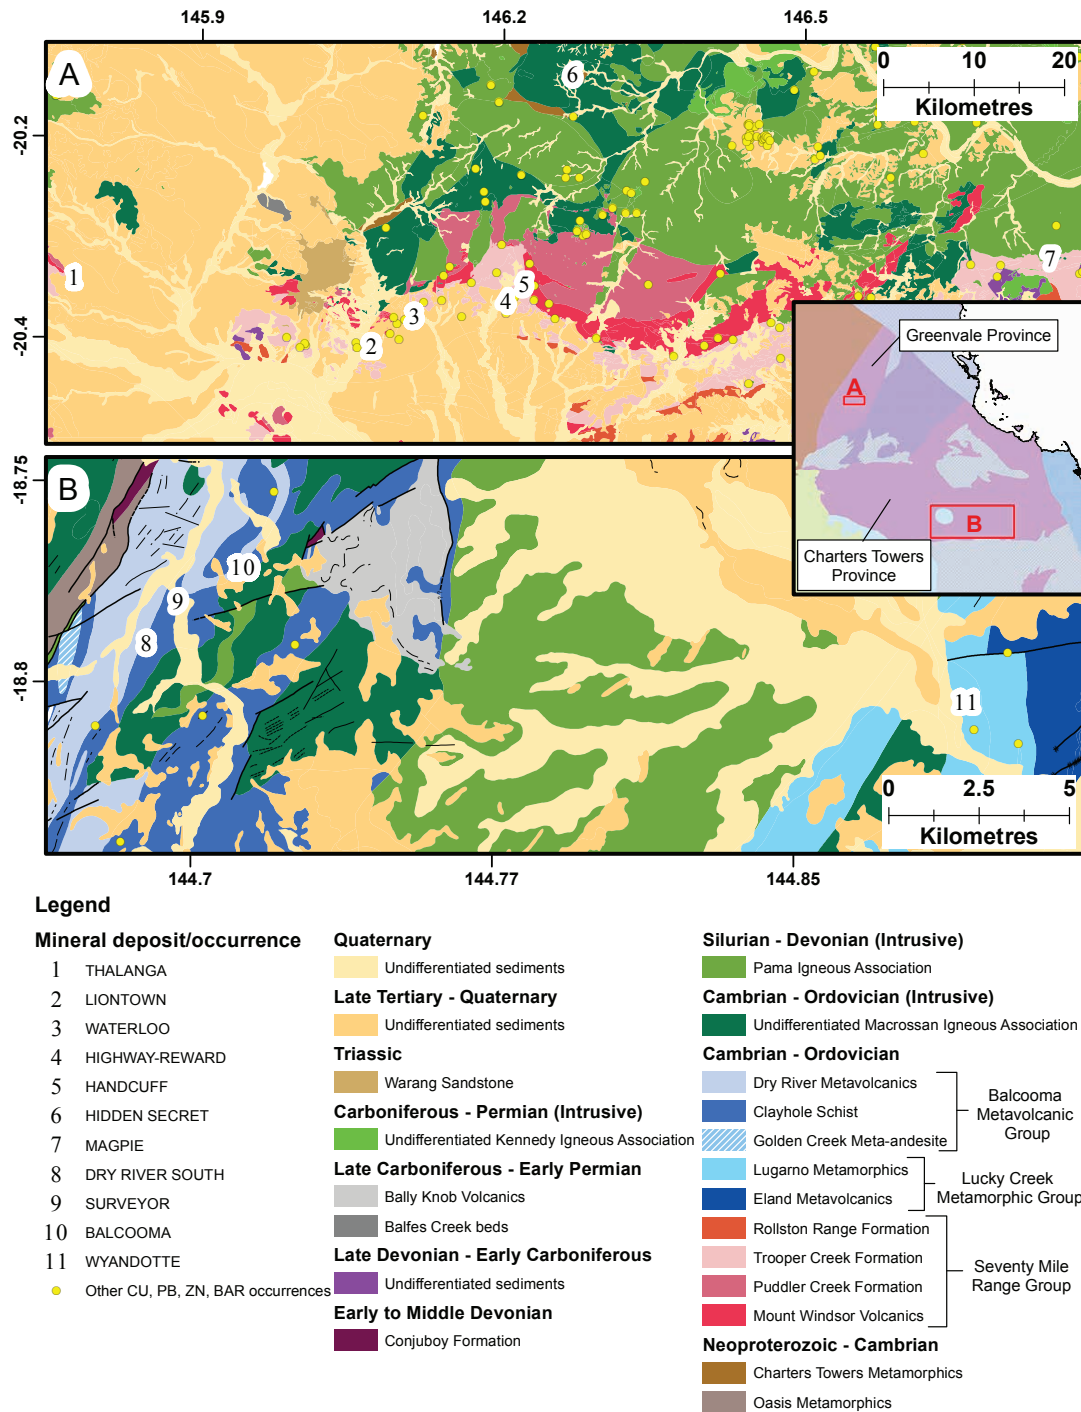 145.9
146.2
146.5
A
0 10 20
Kilometres
-20.2
-20.4
1
2
3
4
5
6
7
Greenvale Province
A
B
Charters Towers
Province
B
-18.75
-18.8
8
9
10
11
0 2.5 5
Kilometres
144.7
144.77
144.85
Legend
Mineral deposit/occurrence
1 THALANGA
2 LIONTOWN
3 WATERLOO
4 HIGHWAY-REWARD
5 HANDCUFF
6 HIDDEN SECRET
7 MAGPIE
8 DRY RIVER SOUTH
9 SURVEYOR
10 BALCOOMA
11 WYANDOTTE
Other CU, PB, ZN, BAR occurrences
Quaternary
Undifferentiated sediments
Late Tertiary - Quaternary
Undifferentiated sediments
Triassic
Warang Sandstone
Carboniferous - Permian (Intrusive)
Undifferentiated Kennedy Igneous Association
Late Carboniferous - Early Permian
Bally Knob Volcanics
Balfes Creek beds
Late Devonian - Early Carboniferous
Undifferentiated sediments
Early to Middle Devonian
Conjuboy Formation
Silurian - Devonian (Intrusive)
Pama Igneous Association
Cambrian - Ordovician (Intrusive)
Undifferentiated Macrossan Igneous Association
Cambrian - Ordovician
Dry River Metavolcanics
Clayhole Schist
Golden Creek Meta-andesite
Balcooma
Metavolcanic
Group
Lugarno Metamorphics
Eland Metavolcanics
Lucky Creek
Metamorphic Group
Rollston Range Formation
Trooper Creek Formation
Puddler Creek Formation
Mount Windsor Volcanics
Seventy Mile
Range Group
Neoproterozoic - Cambrian
Charters Towers Metamorphics
Oasis Metamorphics